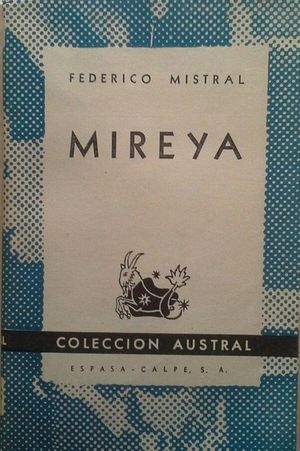 FEDERICO MISTRAL
MIREYA
L
COLECCION AUSTRAL
ESPASA-CALPE, S. A.